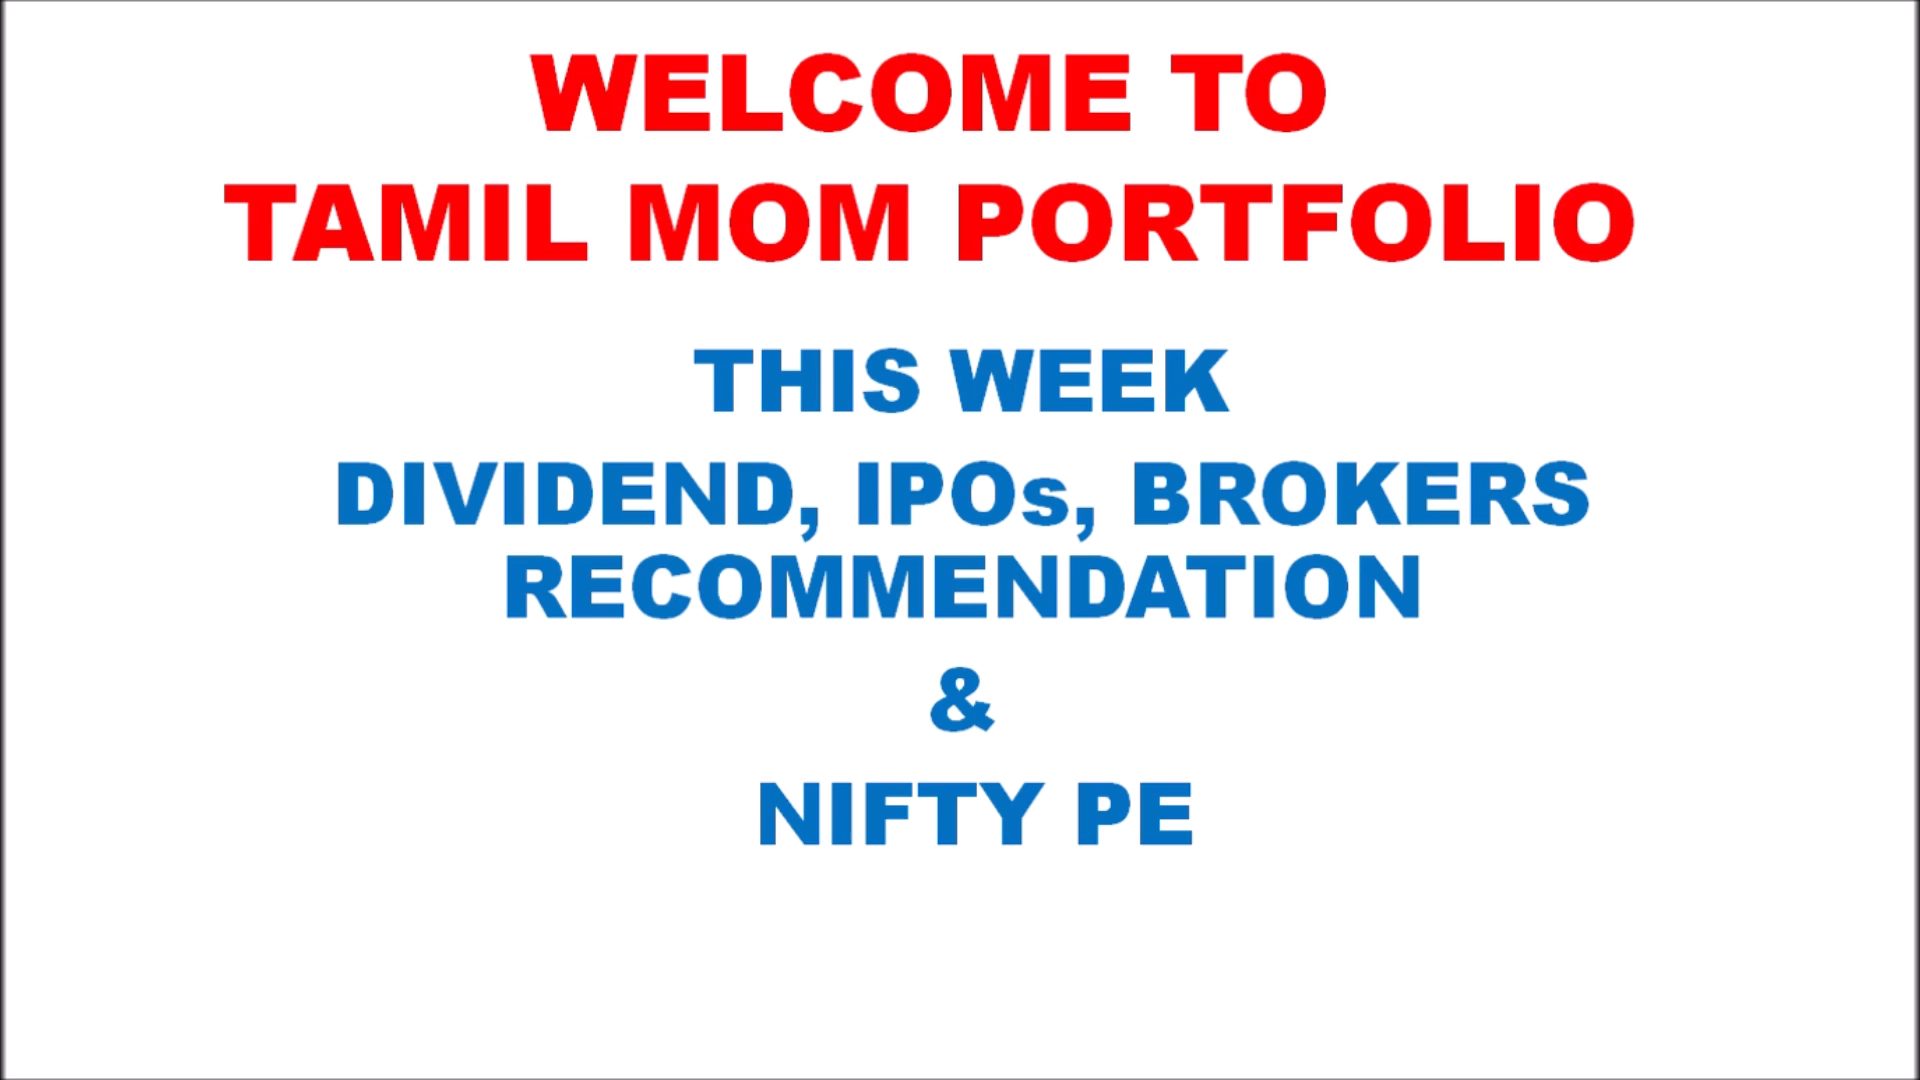 WELCOME TO
TAMIL MOM PORTFOLIO
THIS WEEK
DIVIDEND, IPOs, BROKERS
RECOMMENDATION
&
NIFTY PE